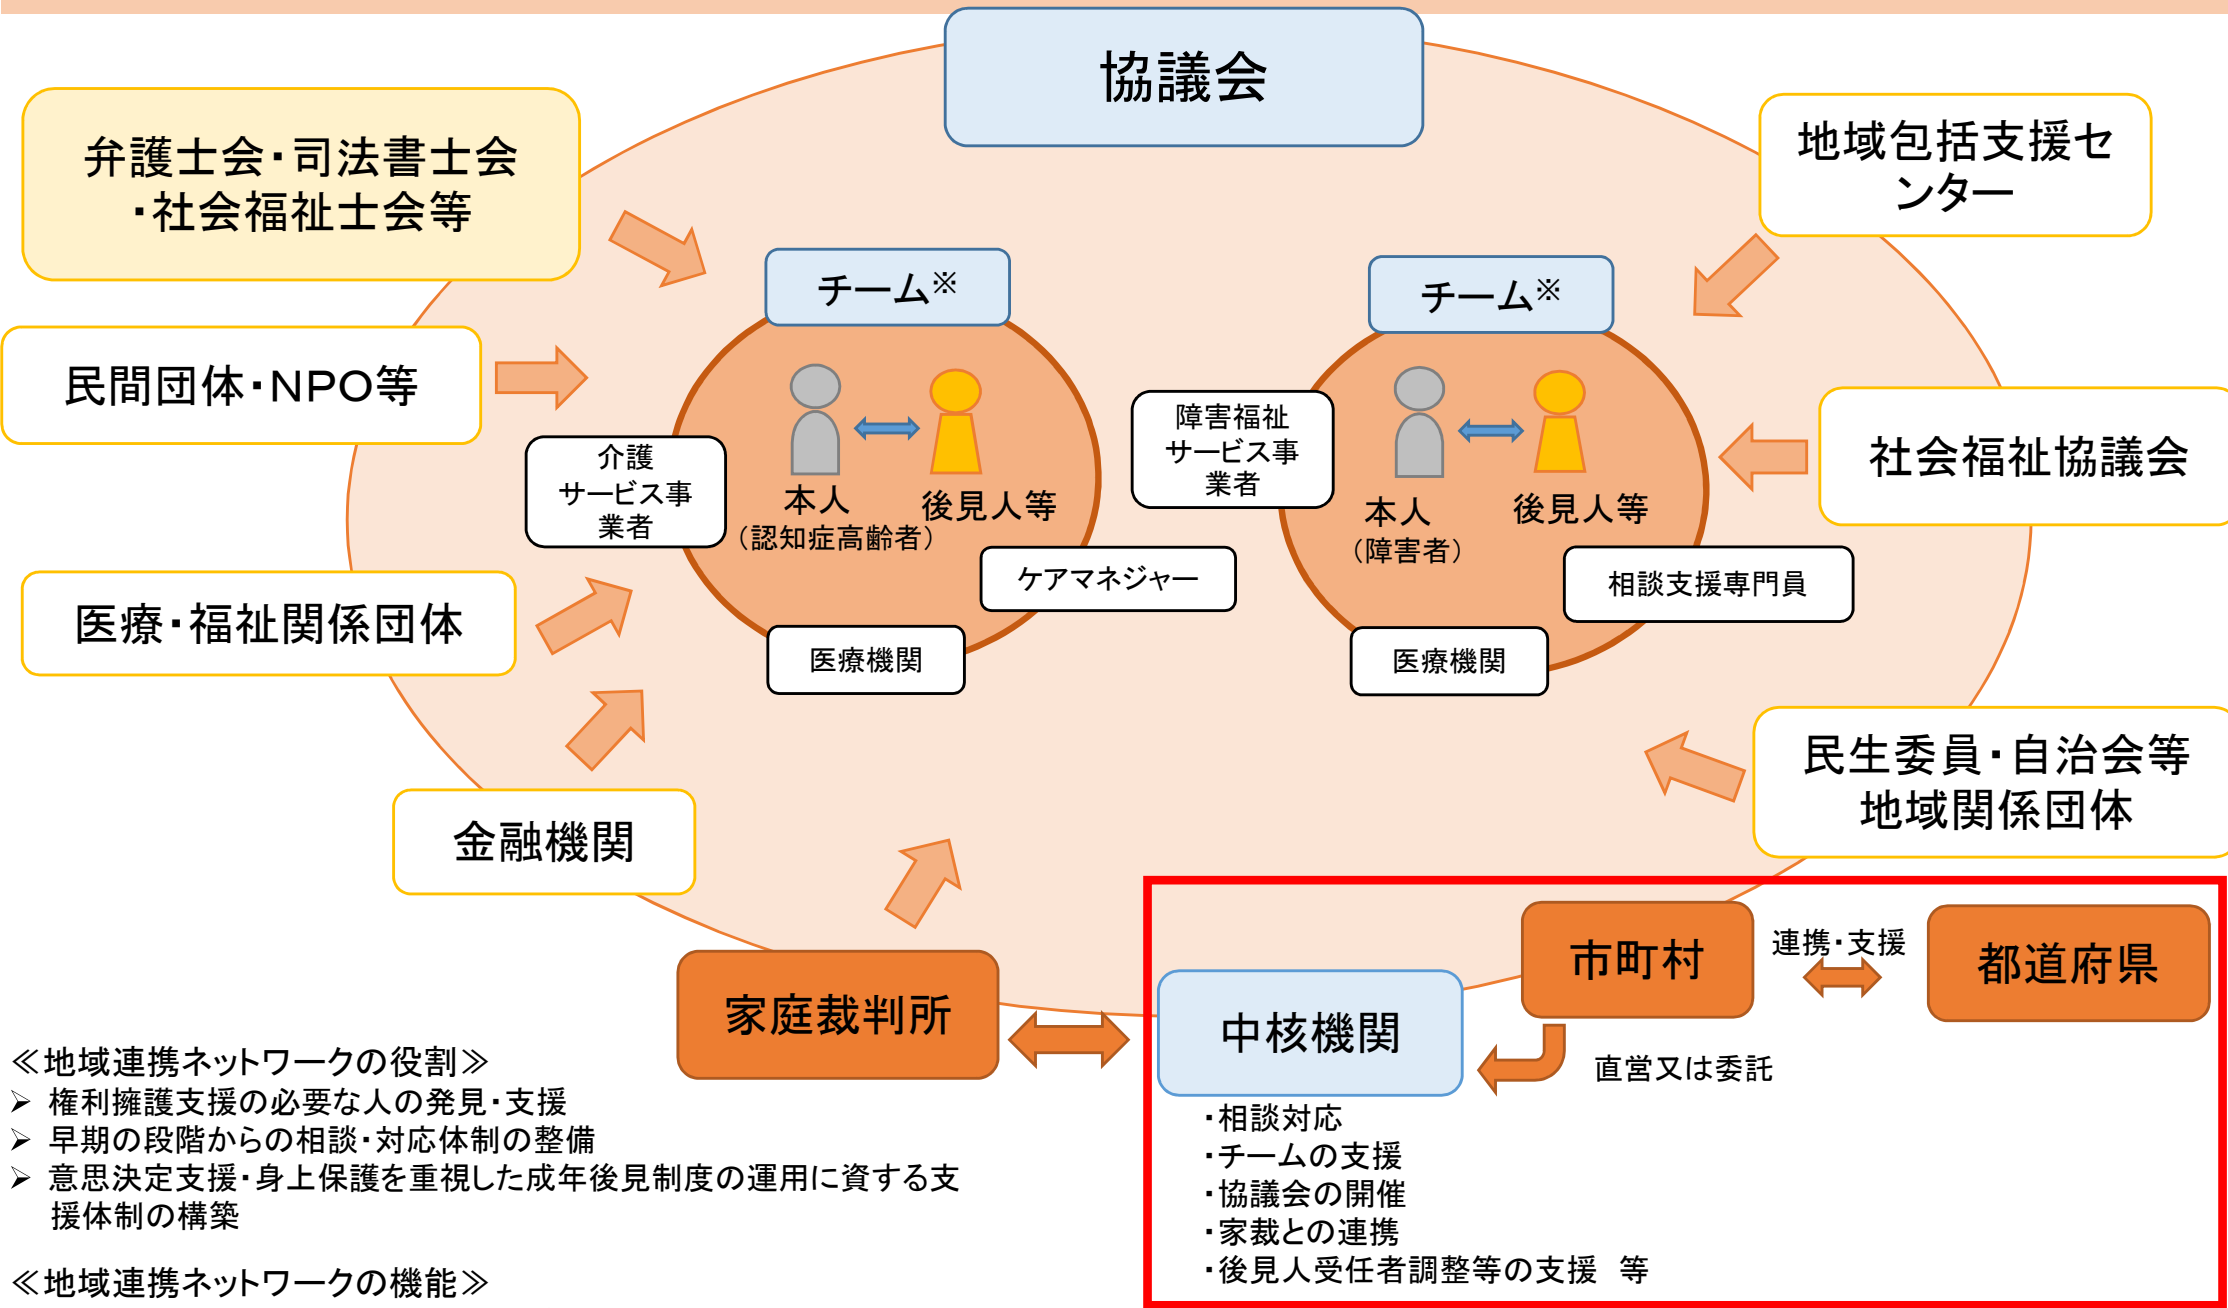 協議会
弁護士会・司法書士会
・社会福祉士会等
地域包括支援セ
ンター
チーム※
チーム※
民間団体・NPO等
障害福祉
サービス事
業者
社会福祉協議会
介護
サービス事
業者
本人
（認知症高齢者）
後見人等
本人
（障害者）
後見人等
ケアマネジャー
相談支援専門員
医療・福祉関係団体
医療機関
医療機関
民生委員・自治会等
地域関係団体
金融機関
市町村
連携・支援
都道府県
家庭裁判所
中核機関
直営又は委託
・相談対応
・チームの支援
・協議会の開催
・家裁との連携
・後見人受任者調整等の支援　等
≪地域連携ネットワークの役割≫
➢ 権利擁護支援の必要な人の発見・支援
➢ 早期の段階からの相談・対応体制の整備
➢ 意思決定支援・身上保護を重視した成年後見制度の運用に資する支
援体制の構築
≪地域連携ネットワークの機能≫